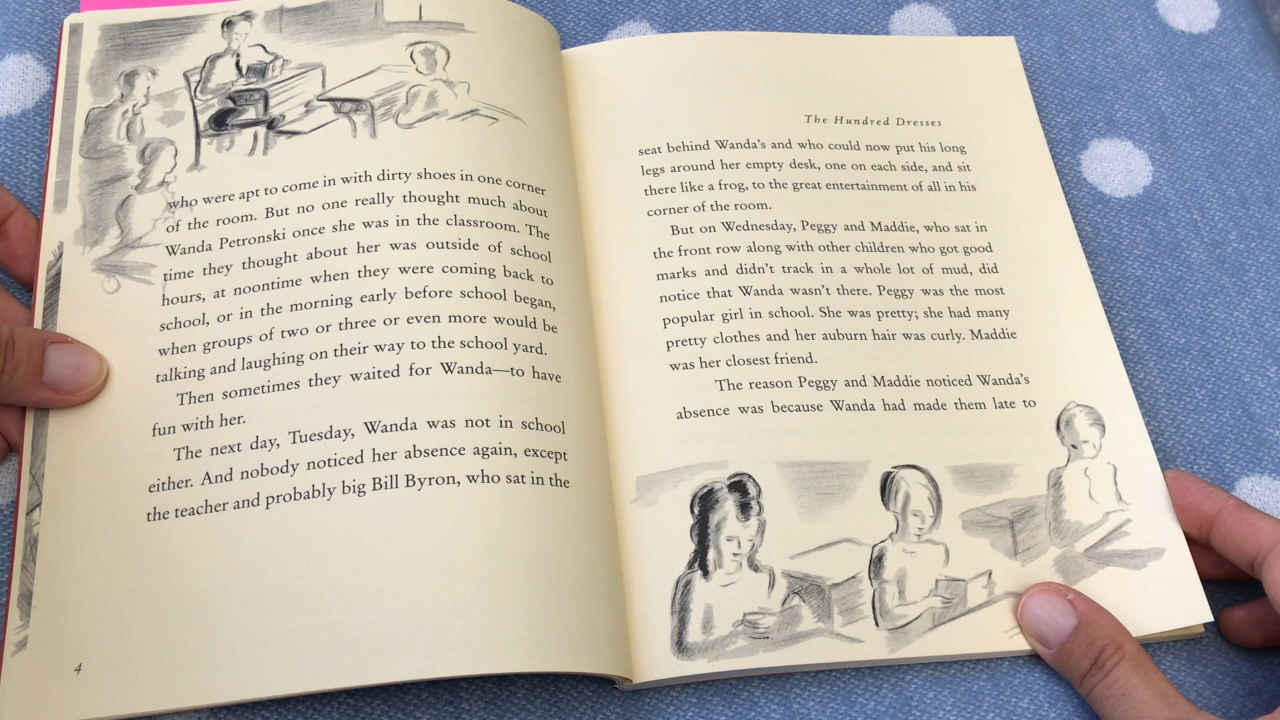 who were apt to come in with dirty shoes in one corner
of the room. But no one really thought much about
Wanda Petronski once she was in the classroom. The
time they thought about her was outside of school
hours, at noontime when they were coming back to
school, or in the morning early before school began,
when groups of two or three or even more would be
talking and laughing on their way to the school yard.
Then sometimes they waited for Wanda—to have
fun with her.
The next day, Tuesday, Wanda was not in school
either. And nobody noticed her absence again, except
the teacher and probably big Bill Byron, who sat in the
4
The Hundred Dresses
seat behind Wanda's and who could now put his long
legs around her empty desk, one on each side, and sit
there like a frog, to the great entertainment of all in his
corner of the room.
But on Wednesday, Peggy and Maddie, who sat in
the front row along with other children who got good
marks and didn't track in a whole lot of mud, did
notice that Wanda wasn't there. Peggy was the most
popular girl in school. She was pretty; she had many
pretty clothes and her auburn hair was curly. Maddie
was her closest friend.
The reason Peggy and Maddie noticed Wanda's
absence was because Wanda had made them late to